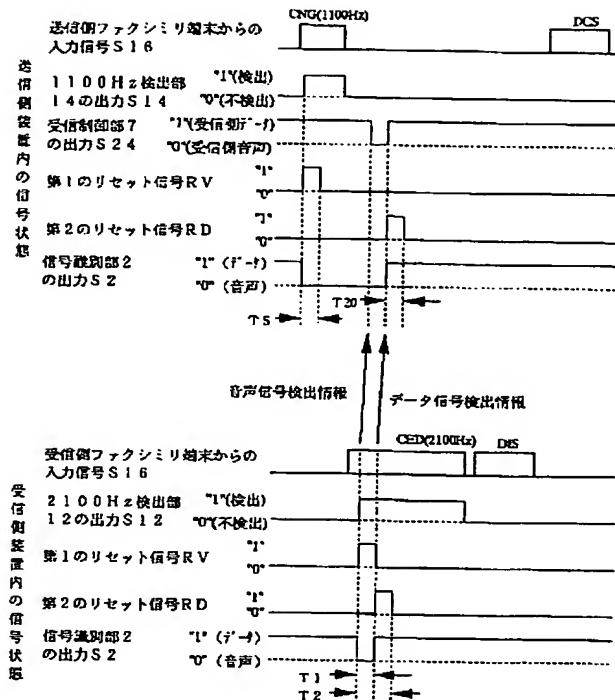 CNG(1100Hz)
DCS
送信側ファクシミリ端末からの
入力信号S16
送信側装置内の信号状態
1100Hz検出部
14の出力S14
"1"(検出)
"0"(不検出)
受信制御部7
の出力S24
"1"(受信側データ)
"0"(受信側音声)
第1のリセット信号RV
"1"
"0"
第2のリセット信号RD
"1"
"0"
信号識別部2
の出力S2
"1"(データ)
"0"(音声)
T20
T5
音声信号検出情報
データ信号検出情報
CED(2100Hz)
DIS
受信側ファクシミリ端末からの
入力信号S16
受信側装置内の信号状態
2100Hz検出部
12の出力S12
"1"(検出)
"0"(不検出)
第1のリセット信号RV
"1"
"0"
第2のリセット信号RD
"1"
"0"
信号識別部2
の出力S2
"1"(データ)
"0"(音声)
T1
T2